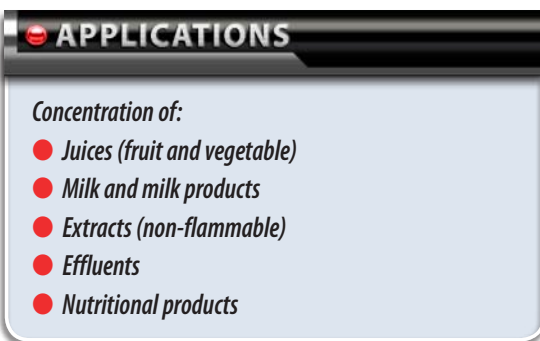 APPLICATIONS
Concentration of:
Juices (fruit and vegetable)
Milk and milk products
Extracts (non-flammable)
Effluents
Nutritional products